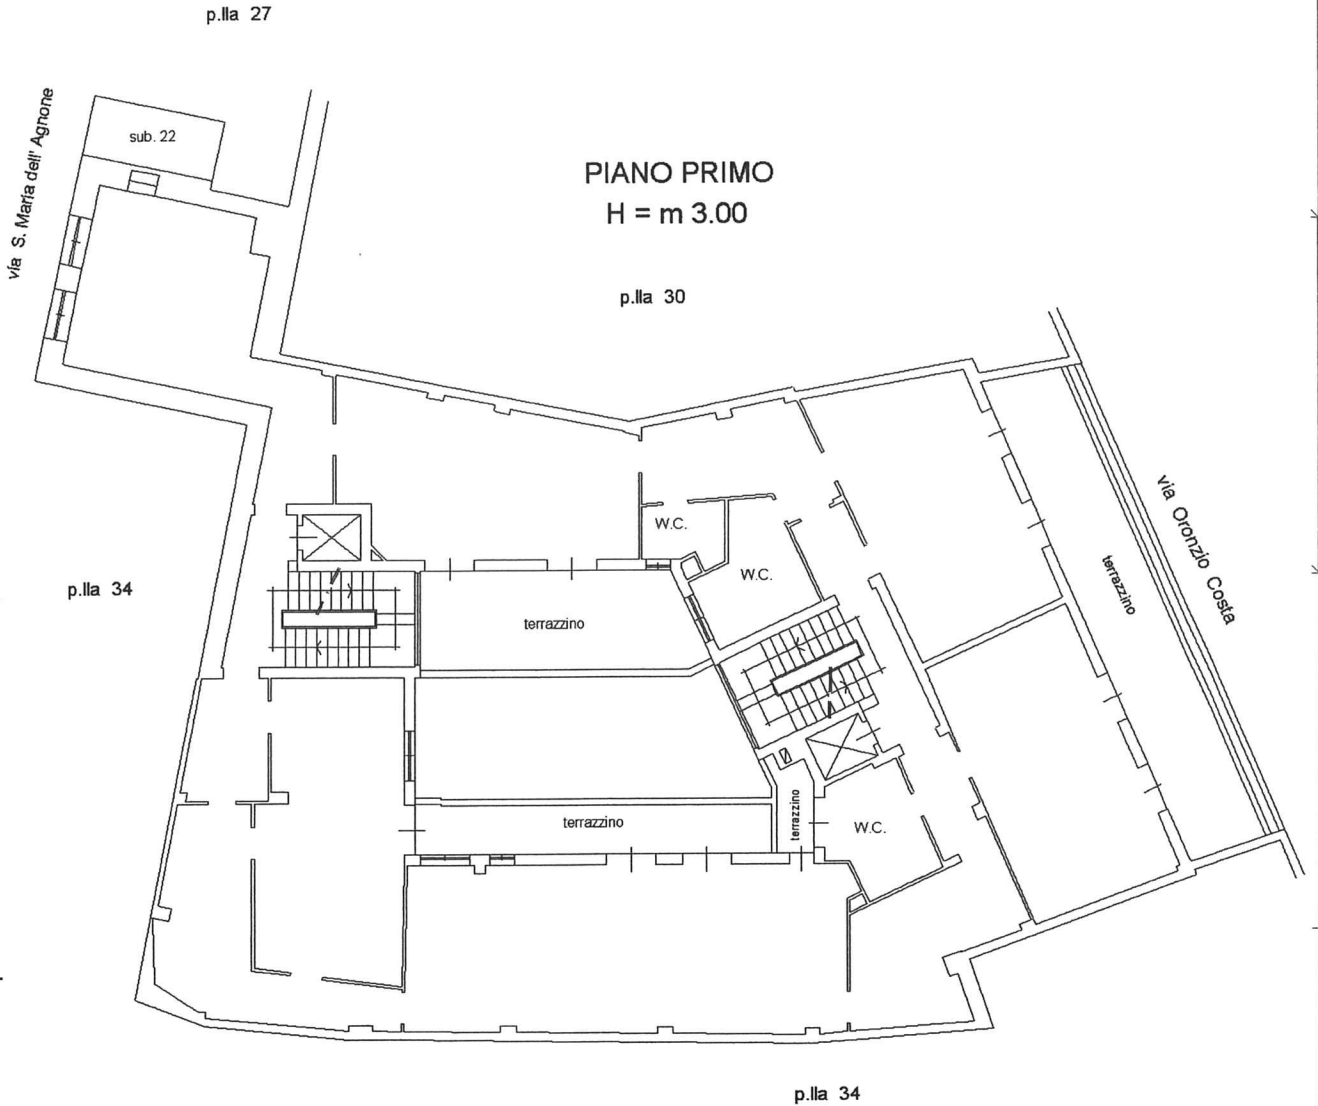 p.lla 27
via S. Maria dell' Agnone
sub. 22
PIANO PRIMO
H = m 3.00
p.lla 30
via Oronzio Costa
W.C.
W.C.
p.lla 34
terrazzino
terrazzino
terrazzino
terrazzino
W.C.
p.lla 34